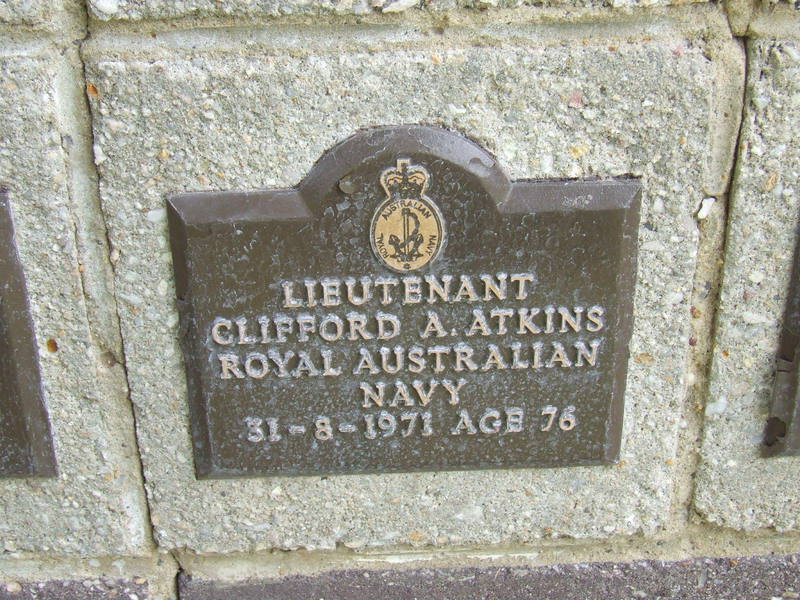 ROYAL AUSTRALIAN NAVY
LIEUTENANT
CLIFFORD A. ATKINS
ROYAL AUSTRALIAN
NAVY
31-8-1971 AGE 76